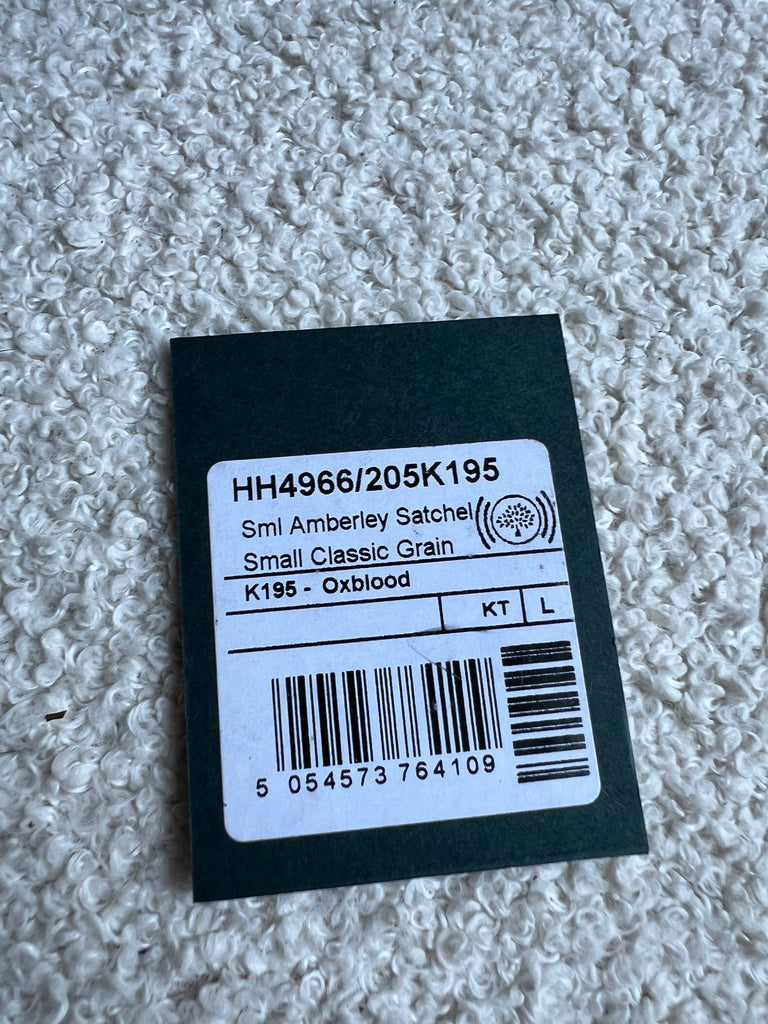 HH4966/205K195
Sml Amberley Satchel
Small Classic Grain
K195 - Oxblood
KT L
5 054573 764109